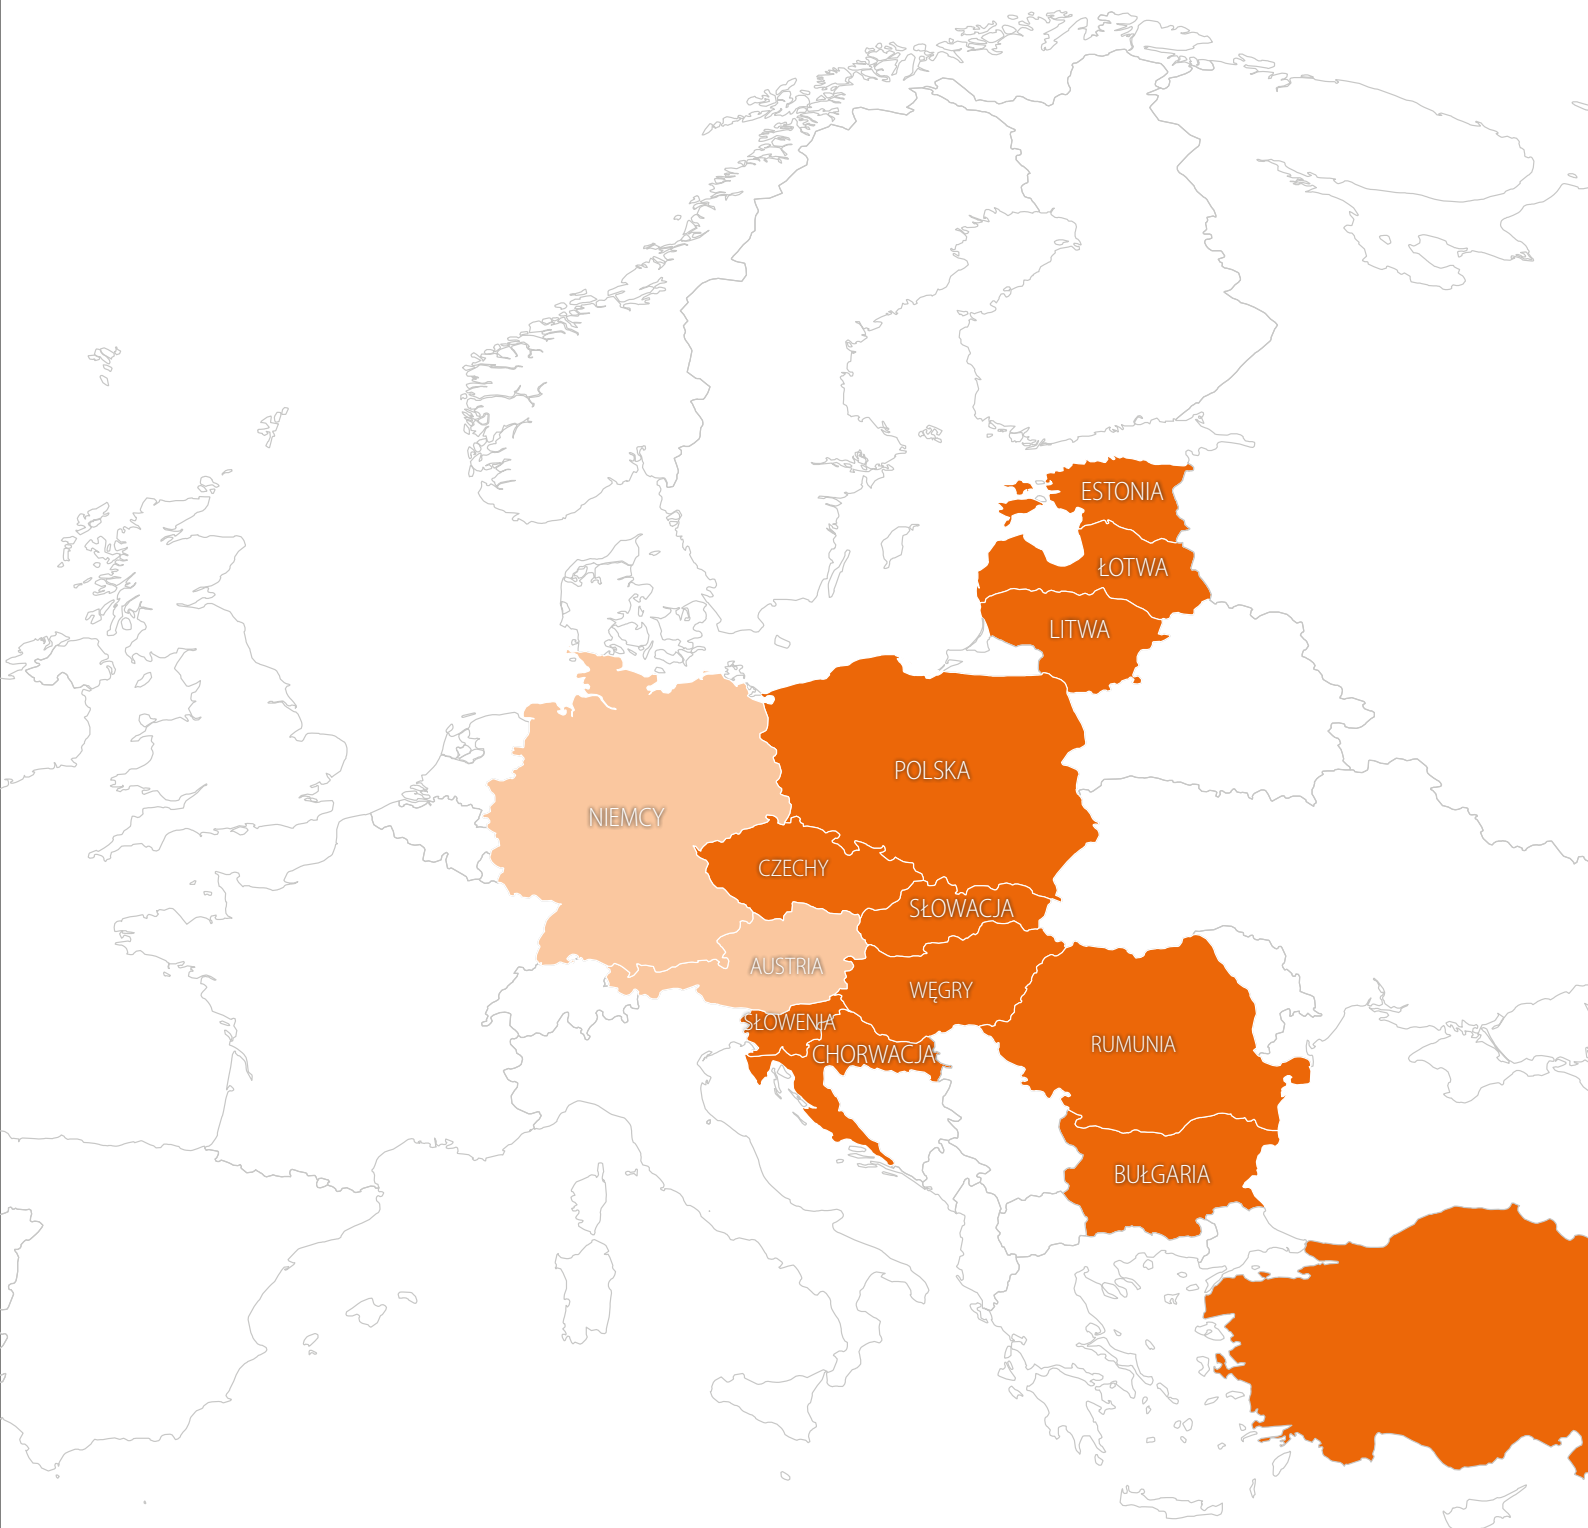 ESTONIA
ŁOTWA
LITWA
POLSKA
NIEMCY
CZECHY
SŁOWACJA
AUSTRIA
WĘGRY
SŁOWENIA
RUMUNIA
CHORWACJA
BUŁGARIA